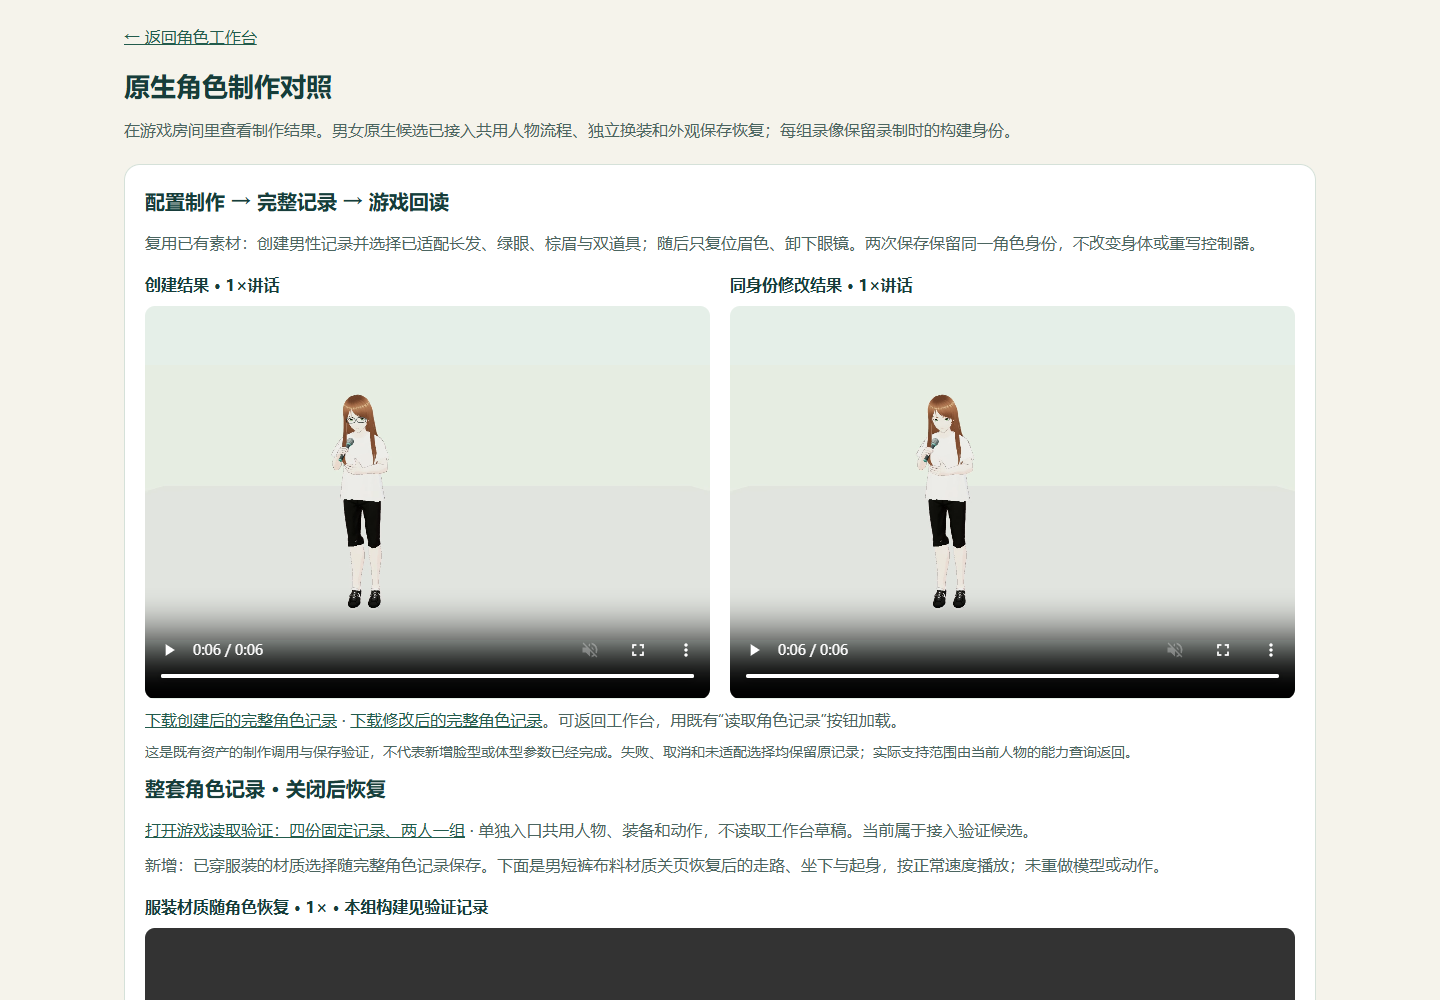 ← 返回角色工作台
原生角色制作对照
在游戏房间里查看制作结果。男女原生候选已接入共用人物流程、独立换装和外观保存恢复；每组录像保留录制时的构建身份。
配置制作 → 完整记录 → 游戏回读
复用已有素材：创建男性记录并选择已适配长发、绿眼、棕眉与双道具；随后只复位眉色、卸下眼镜。两次保存保留同一角色身份，不改变身体或重写控制器。
创建结果 • 1×讲话
同身份修改结果 • 1×讲话
0:06 / 0:06
0:06 / 0:06
下载创建后的完整角色记录 · 下载修改后的完整角色记录。可返回工作台，用既有“读取角色记录”按钮加载。
这是既有资产的制作调用与保存验证，不代表新增脸型或体型参数已经完成。失败、取消和未适配选择均保留原记录；实际支持范围由当前人物的能力查询返回。
整套角色记录 • 关闭后恢复
打开游戏读取验证：四份固定记录、两人一组 · 单独入口共用人物、装备和动作，不读取工作台草稿。当前属于接入验证候选。
新增：已穿服装的材质选择随完整角色记录保存。下面是男短裤布料材质关页恢复后的走路、坐下与起身，按正常速度播放；未重做模型或动作。
服装材质随角色恢复 • 1× • 本组构建见验证记录